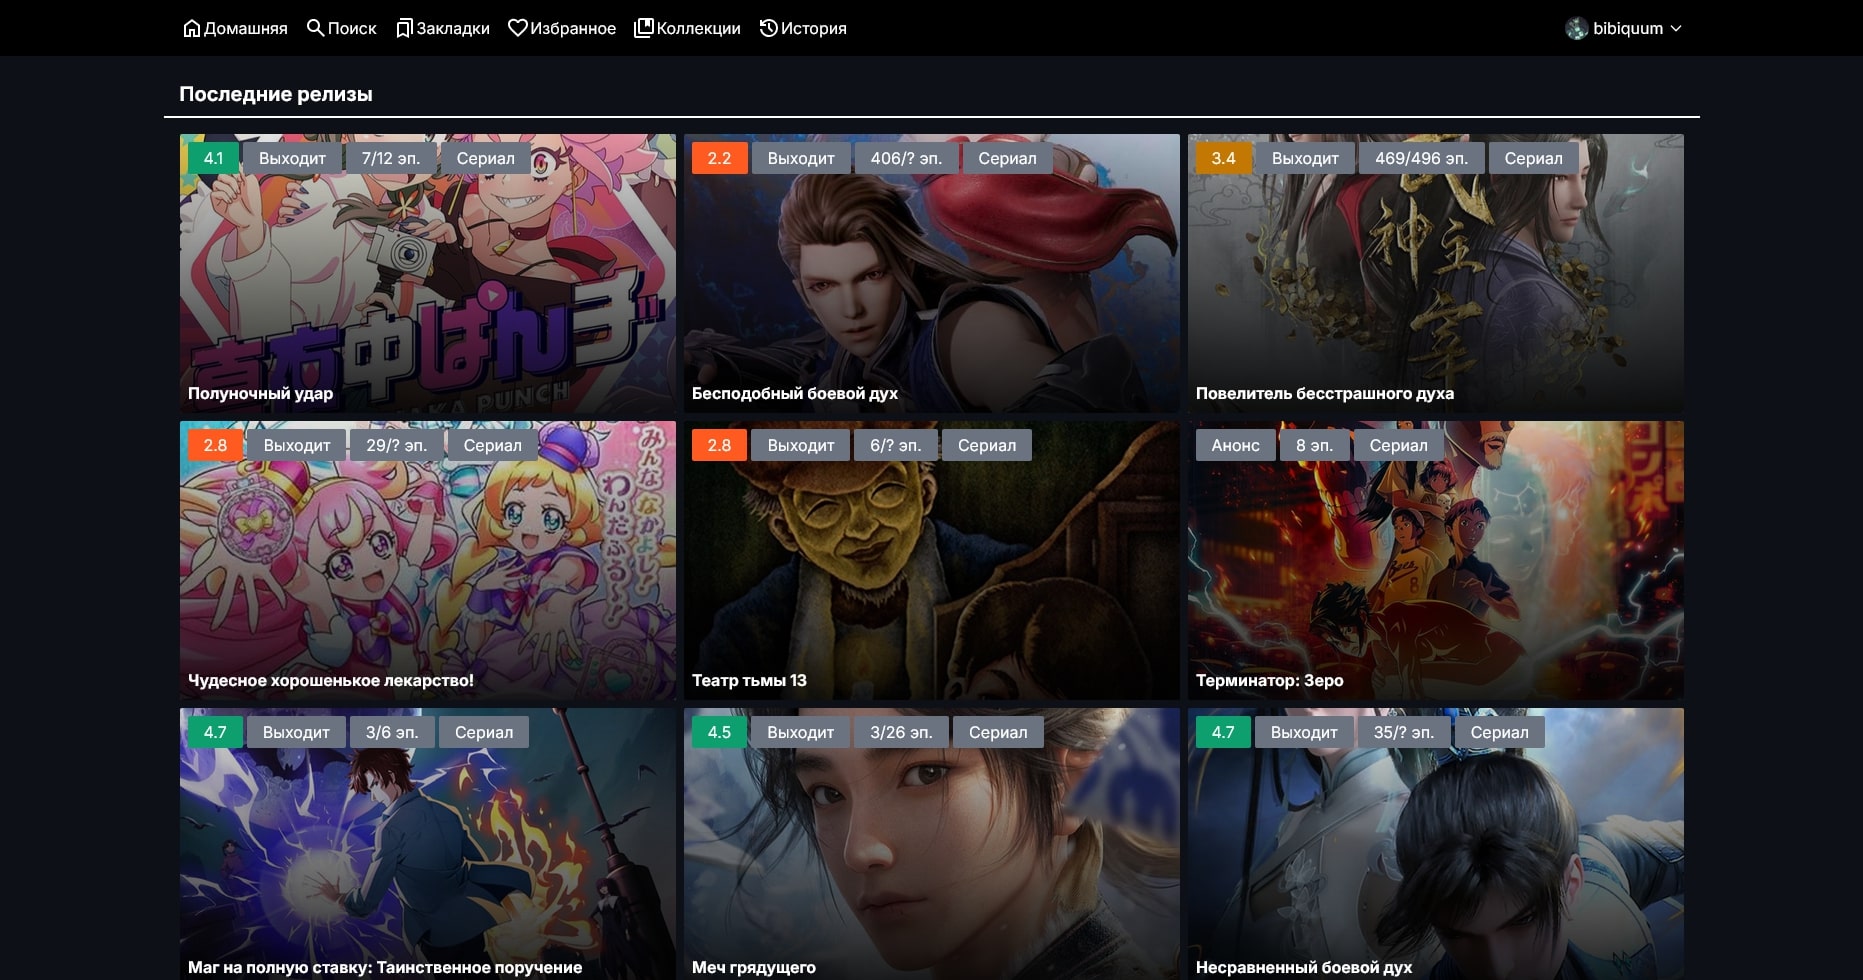 Домашняя Поиск Закладки Избранное Коллекции История bibiquum
Последние релизы
4.1 Выходит 7/12 эп. Сериал
真夜中ぱんチ
PUNCH
Полуночный удар
2.2 Выходит 406/? эп. Сериал
Бесподобный боевой дух
3.4 Выходит 469/496 эп. Сериал
武神主宰
Повелитель бесстрашного духа
2.8 Выходит 29/? эп. Сериал
みんななかよし!
わんだふる〜!
Чудесное хорошенькое лекарство!
2.8 Выходит 6/? эп. Сериал
Театр тьмы 13
Анонс 8 эп. Сериал
8
Терминатор: Зеро
4.7 Выходит 3/6 эп. Сериал
Маг на полную ставку: Таинственное поручение
4.5 Выходит 3/26 эп. Сериал
Меч грядущего
4.7 Выходит 35/? эп. Сериал
Несравненный боевой дух